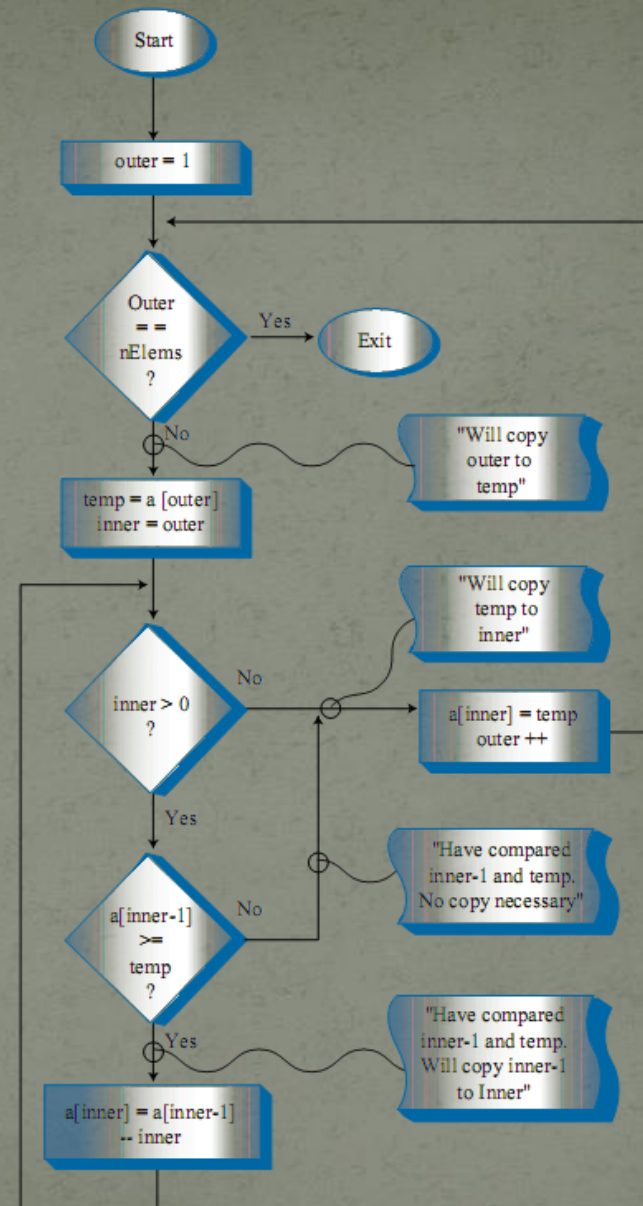 Start
outer = 1
Outer
= =
nElems
?
Yes
Exit
No
"Will copy
outer to
temp"
temp = a [outer]
inner = outer
"Will copy
temp to
inner"
inner > 0
?
No
a[inner] = temp
outer ++
Yes
"Have compared
inner-1 and temp.
No copy necessary"
a[inner-1]
>=
temp
?
No
Yes
"Have compared
inner-1 and temp.
Will copy inner-1
to Inner"
a[inner] = a[inner-1]
-- inner